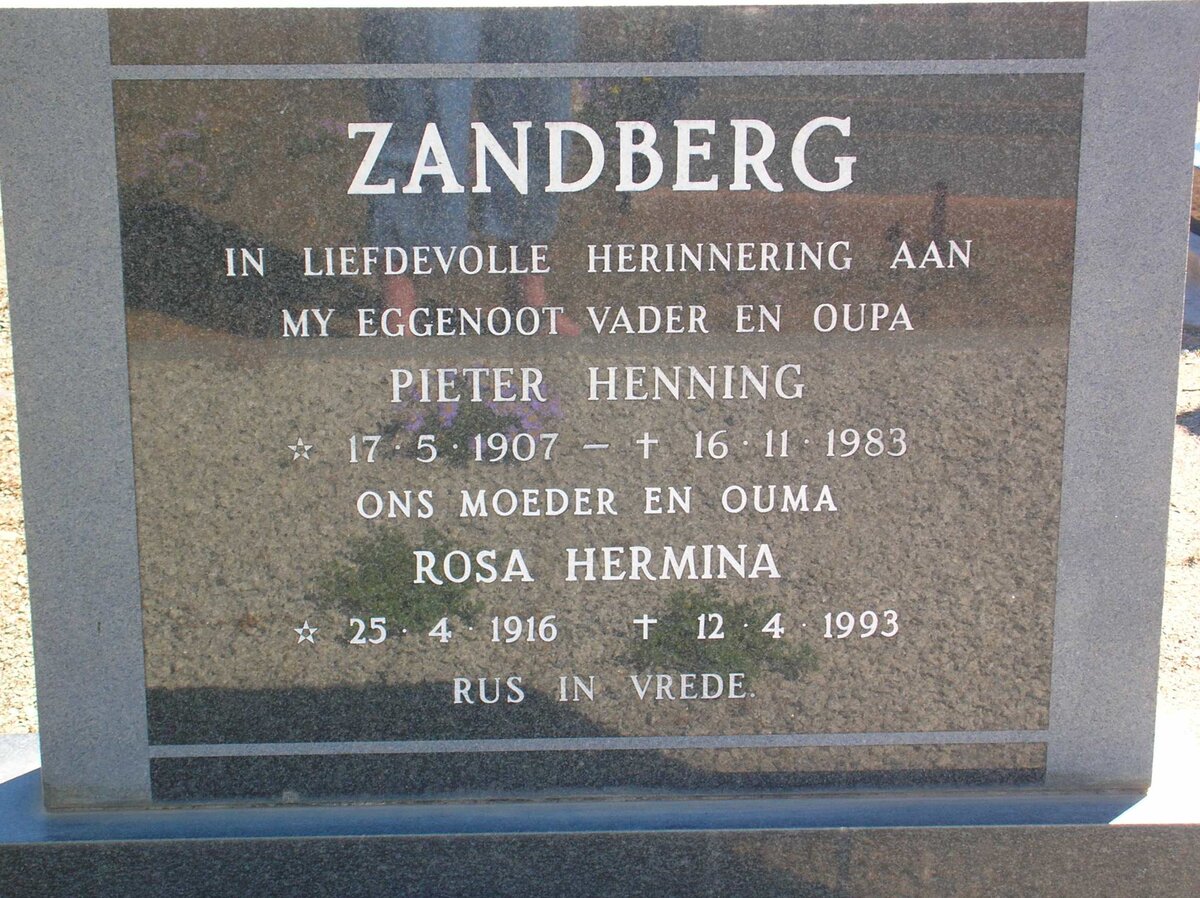 ZANDBERG
IN LIEFDEVOLLE HERINNERING AAN
MY EGGENOOT VADER EN OUPA
PIETER HENNING
☆ 17·5·1907 – † 16·11·1983
ONS MOEDER EN OUMA
ROSA HERMINA
☆ 25·4·1916 † 12·4·1993
RUS IN VREDE.